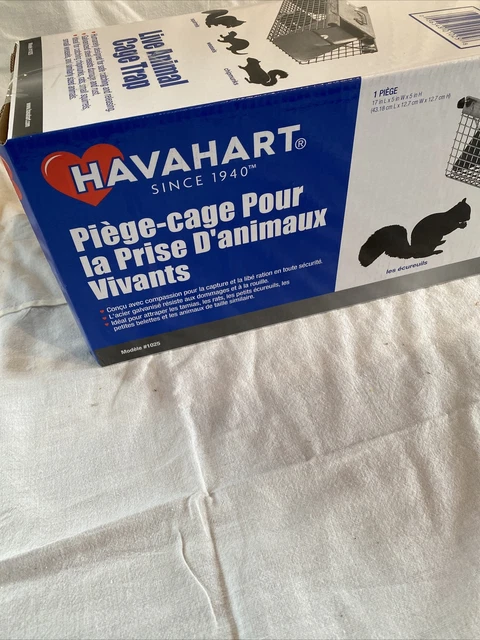 Live Animal
Cage Trap
chipmunks
HAVAHART®
SINCE 1940™
Piège-cage Pour
la Prise D'animaux
Vivants
Conçu avec compassion pour la capture et la libé ration en toute sécurité.
L'acier galvanisé résiste aux dommages et à la rouille.
Idéal pour attraper les tamias, les rats, les petits écureuils, les
petites belettes et les animaux de taille similaire.
Modèle #1025
1 PIÈGE
17 in L x 5 in W x 5 in H
(43.18 cm L x 12.7 cm W x 12.7 cm H)
les écureuils